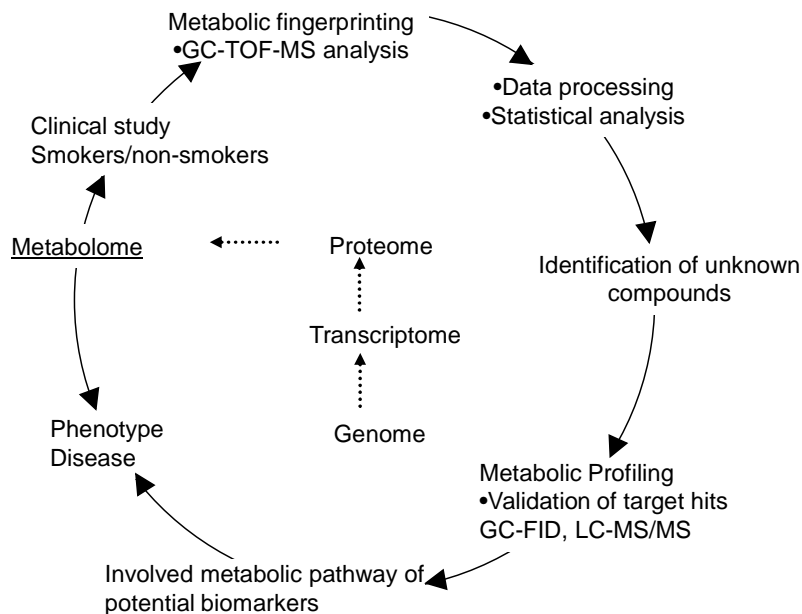 Metabolic fingerprinting
•GC-TOF-MS analysis
•Data processing
•Statistical analysis
Clinical study
Smokers/non-smokers
Metabolome
Proteome
Identification of unknown
compounds
Transcriptome
Genome
Phenotype
Disease
Metabolic Profiling
•Validation of target hits
GC-FID, LC-MS/MS
Involved metabolic pathway of
potential biomarkers